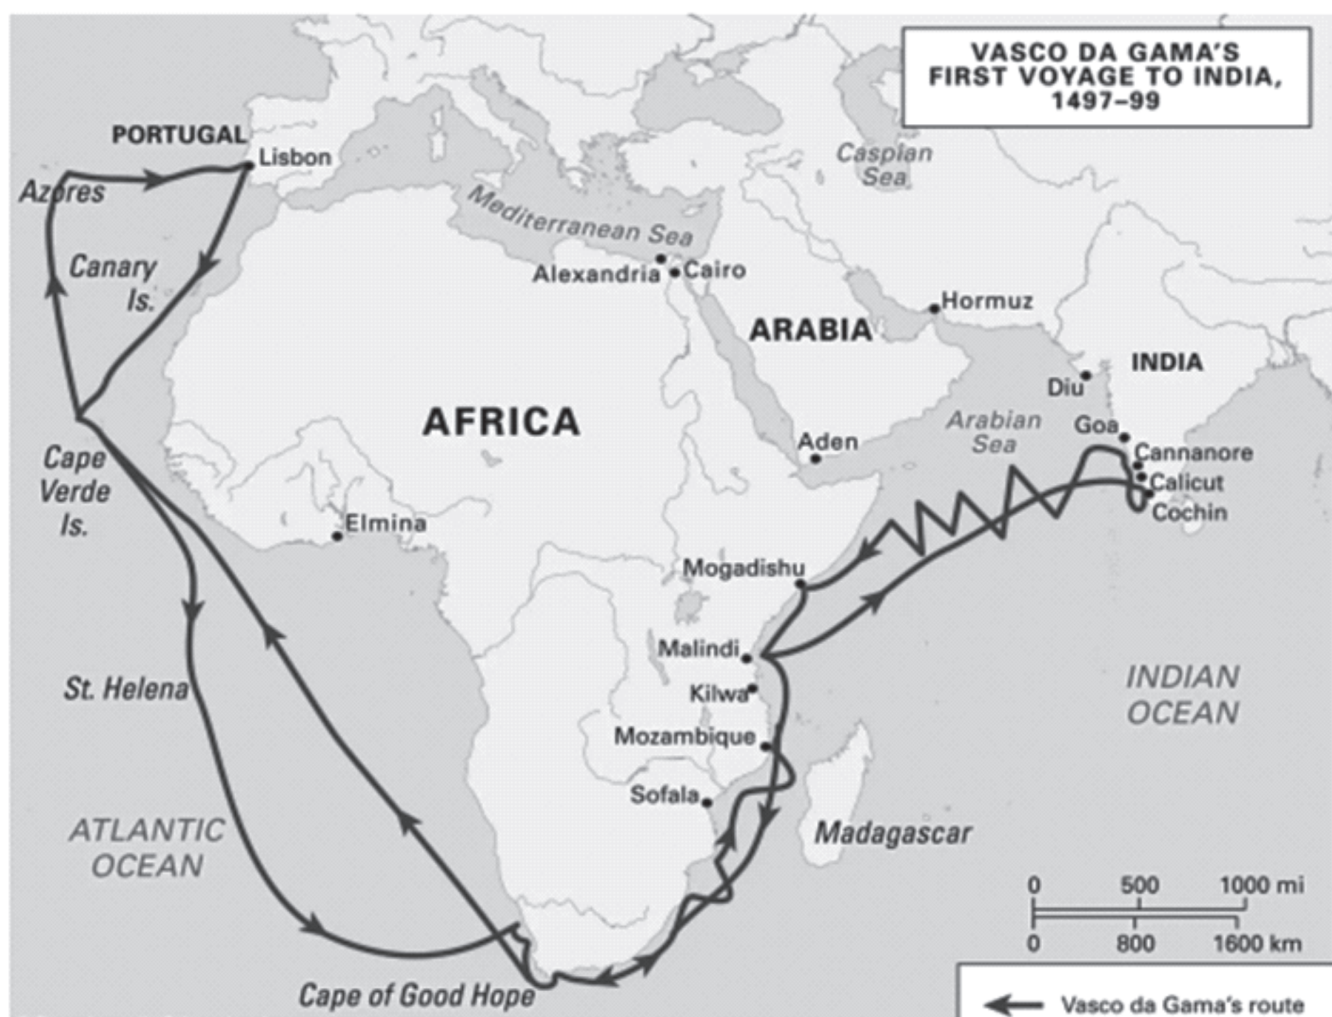 VASCO DA GAMA'S
FIRST VOYAGE TO INDIA,
1497–99
PORTUGAL
Lisbon
Azores
Caspian
Sea
Mediterranean Sea
Canary
Is.
Alexandria
Cairo
Hormuz
ARABIA
INDIA
Diu
AFRICA
Arabian
Sea
Goa
Aden
Cannanore
Cape
Verde
Is.
Calicut
Cochin
Elmina
Mogadishu
Malindi
St. Helena
Kilwa
INDIAN
OCEAN
Mozambique
Sofala
ATLANTIC
OCEAN
Madagascar
0 500 1000 mi
0 800 1600 km
Cape of Good Hope
Vasco da Gama's route